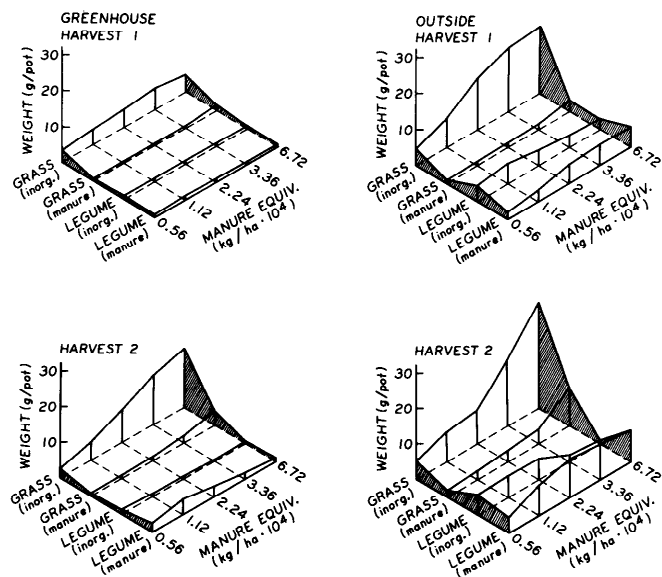 GREENHOUSE
HARVEST 1
WEIGHT (g/pot)
30
20
10
GRASS
(inorg.)
GRASS
(manure)
LEGUME
(inorg.)
LEGUME
(manure)
0.56
1.12
2.24
3.36
6.72
MANURE EQUIV.
(kg/ha·104)
OUTSIDE
HARVEST 1
WEIGHT (g/pot)
30
20
10
GRASS
(inorg.)
GRASS
(manure)
LEGUME
(inorg.)
LEGUME
(manure)
0.56
1.12
2.24
3.36
6.72
MANURE EQUIV.
(kg/ha·104)
HARVEST 2
WEIGHT (g/pot)
30
20
10
GRASS
(inorg.)
GRASS
(manure)
LEGUME
(inorg.)
LEGUME
(manure)
0.56
1.12
2.24
3.36
6.72
MANURE EQUIV.
(kg/ha·104)
HARVEST 2
WEIGHT (g/pot)
30
20
10
GRASS
(inorg.)
GRASS
(manure)
LEGUME
(inorg.)
LEGUME
(manure)
0.56
1.12
2.24
3.36
6.72
MANURE EQUIV.
(kg/ha·104)